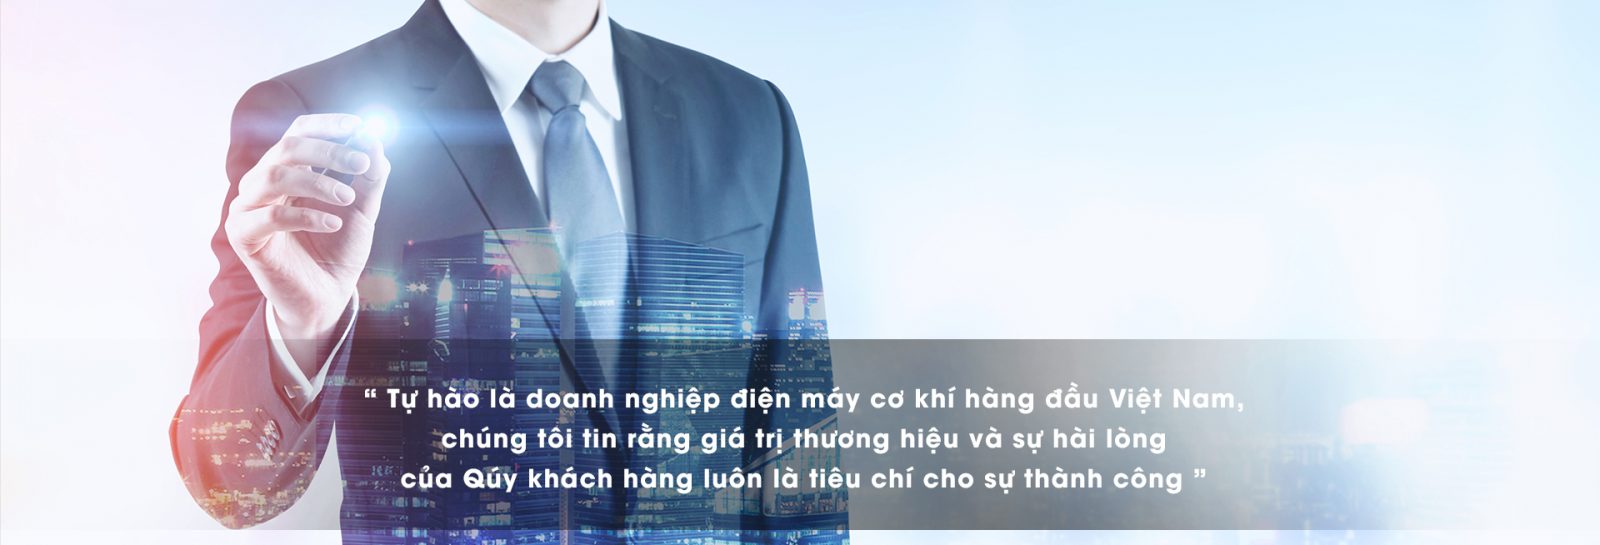 “ Tự hào là doanh nghiệp điện máy cơ khí hàng đầu Việt Nam,
chúng tôi tin rằng giá trị thương hiệu và sự hài lòng
của Qúy khách hàng luôn là tiêu chí cho sự thành công ”